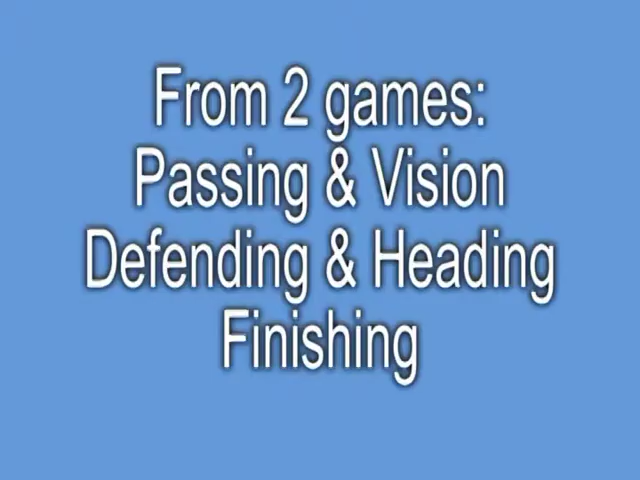 From 2 games:
Passing & Vision
Defending & Heading
Finishing